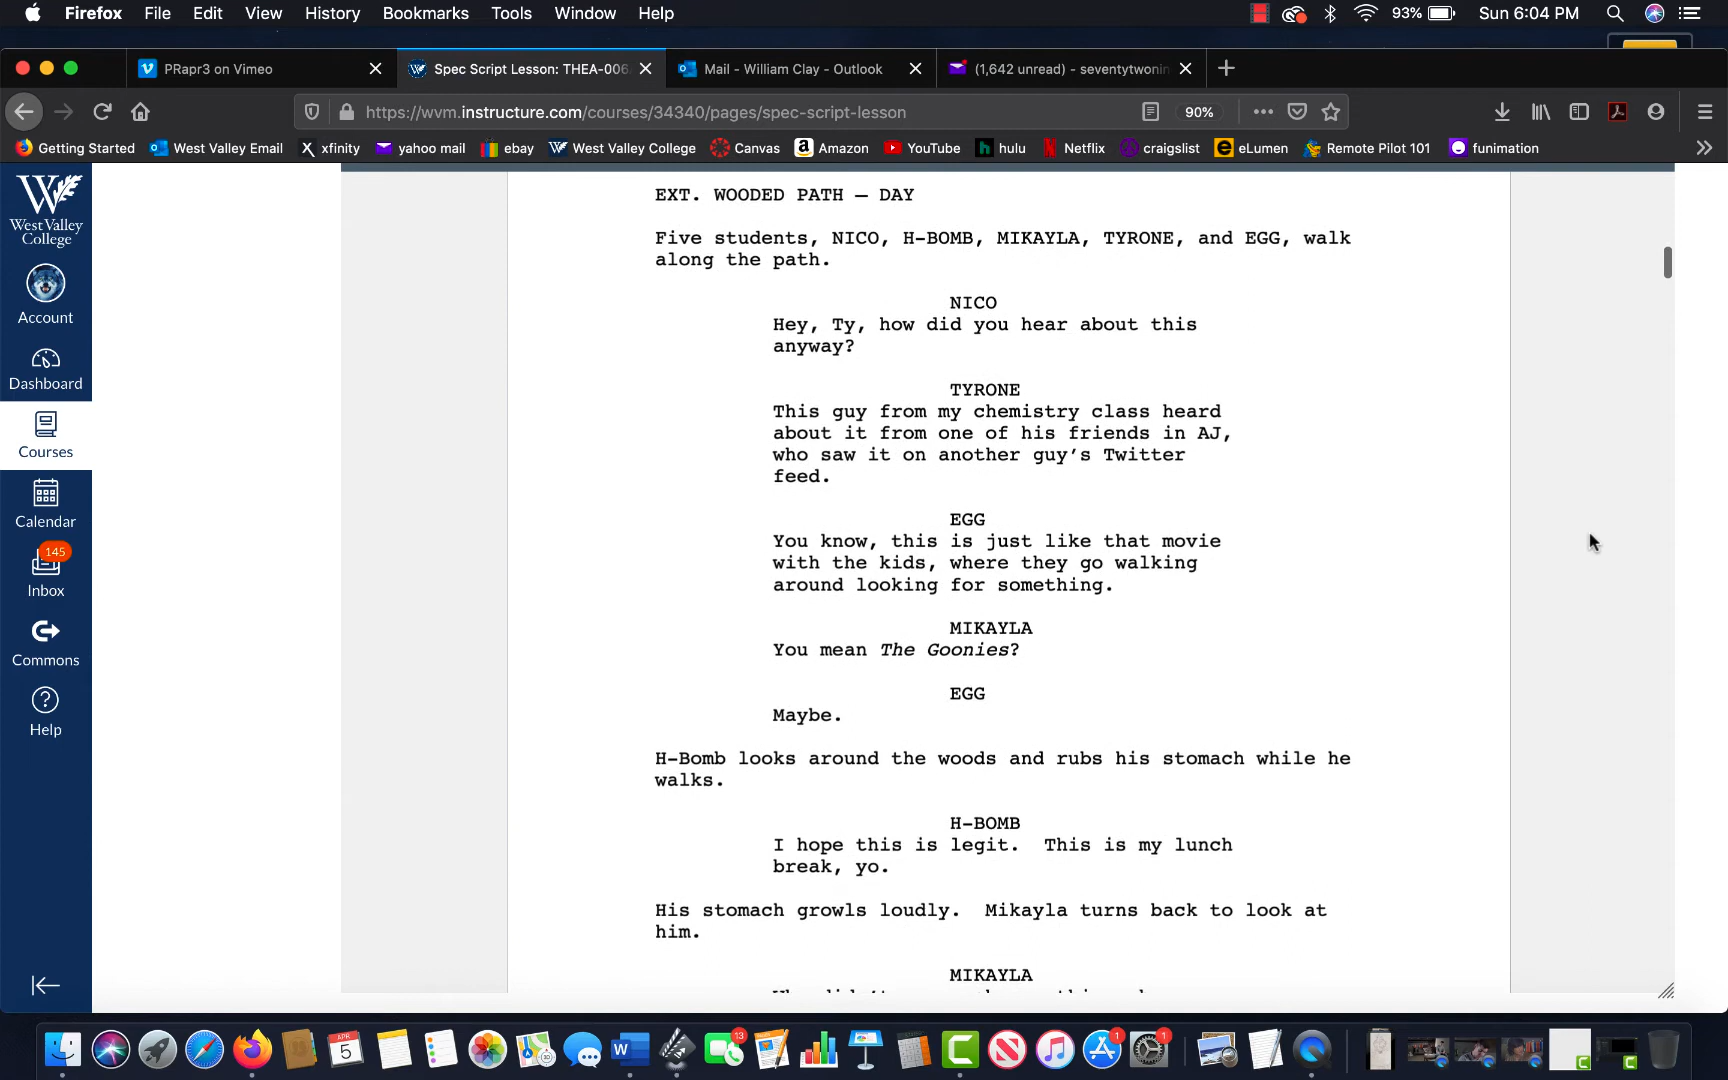 Firefox File Edit View History Bookmarks Tools Window Help 93% Sun 6:04 PM
PRapr3 on Vimeo Spec Script Lesson: THEA-006 Mail - William Clay - Outlook (1,642 unread) - seventytwonin
https://wvm.instructure.com/courses/34340/pages/spec-script-lesson 90%
Getting Started West Valley Email xfinity yahoo mail ebay West Valley College Canvas Amazon YouTube hulu Netflix craigslist eLumen Remote Pilot 101 funimation
West Valley
College
Account
Dashboard
Courses
Calendar
145
Inbox
Commons
Help
EXT. WOODED PATH – DAY
Five students, NICO, H-BOMB, MIKAYLA, TYRONE, and EGG, walk
along the path.
NICO
Hey, Ty, how did you hear about this
anyway?
TYRONE
This guy from my chemistry class heard
about it from one of his friends in AJ,
who saw it on another guy’s Twitter
feed.
EGG
You know, this is just like that movie
with the kids, where they go walking
around looking for something.
MIKAYLA
You mean The Goonies?
EGG
Maybe.
H-Bomb looks around the woods and rubs his stomach while he
walks.
H-BOMB
I hope this is legit.  This is my lunch
break, yo.
His stomach growls loudly.  Mikayla turns back to look at
him.
MIKAYLA
APR
5
13
1
1